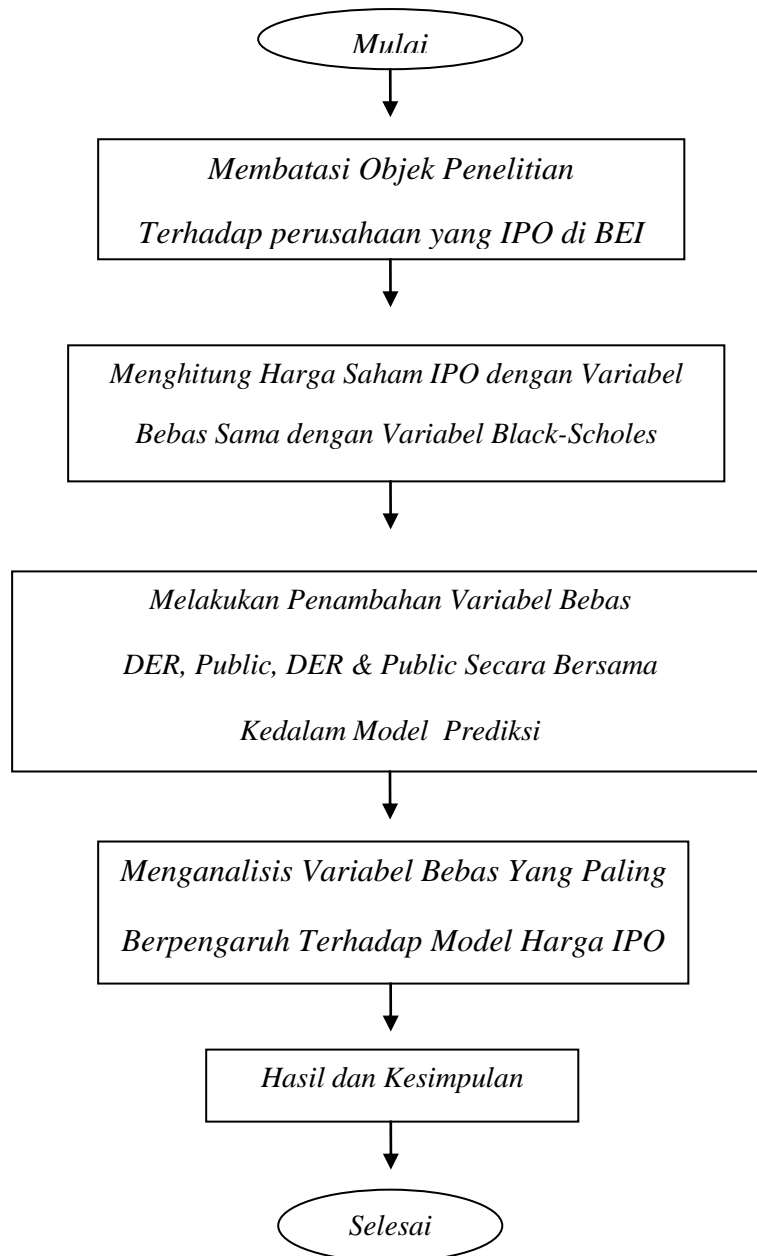 Mulai
Membatasi Objek Penelitian
Terhadap perusahaan yang IPO di BEI
Menghitung Harga Saham IPO dengan Variabel
Bebas Sama dengan Variabel Black-Scholes
Melakukan Penambahan Variabel Bebas
DER, Public, DER & Public Secara Bersama
Kedalam Model Prediksi
Menganalisis Variabel Bebas Yang Paling
Berpengaruh Terhadap Model Harga IPO
Hasil dan Kesimpulan
Selesai